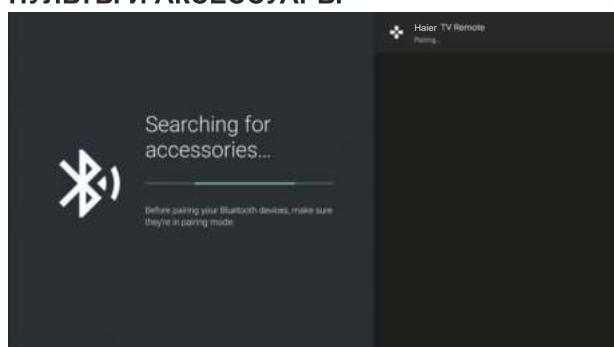 ПУЛЬТЫ И АКСЕССУАРЫ
Haier TV Remote
Pairing...
Searching for
accessories...
Before pairing your Bluetooth devices, make sure
they're in pairing mode.